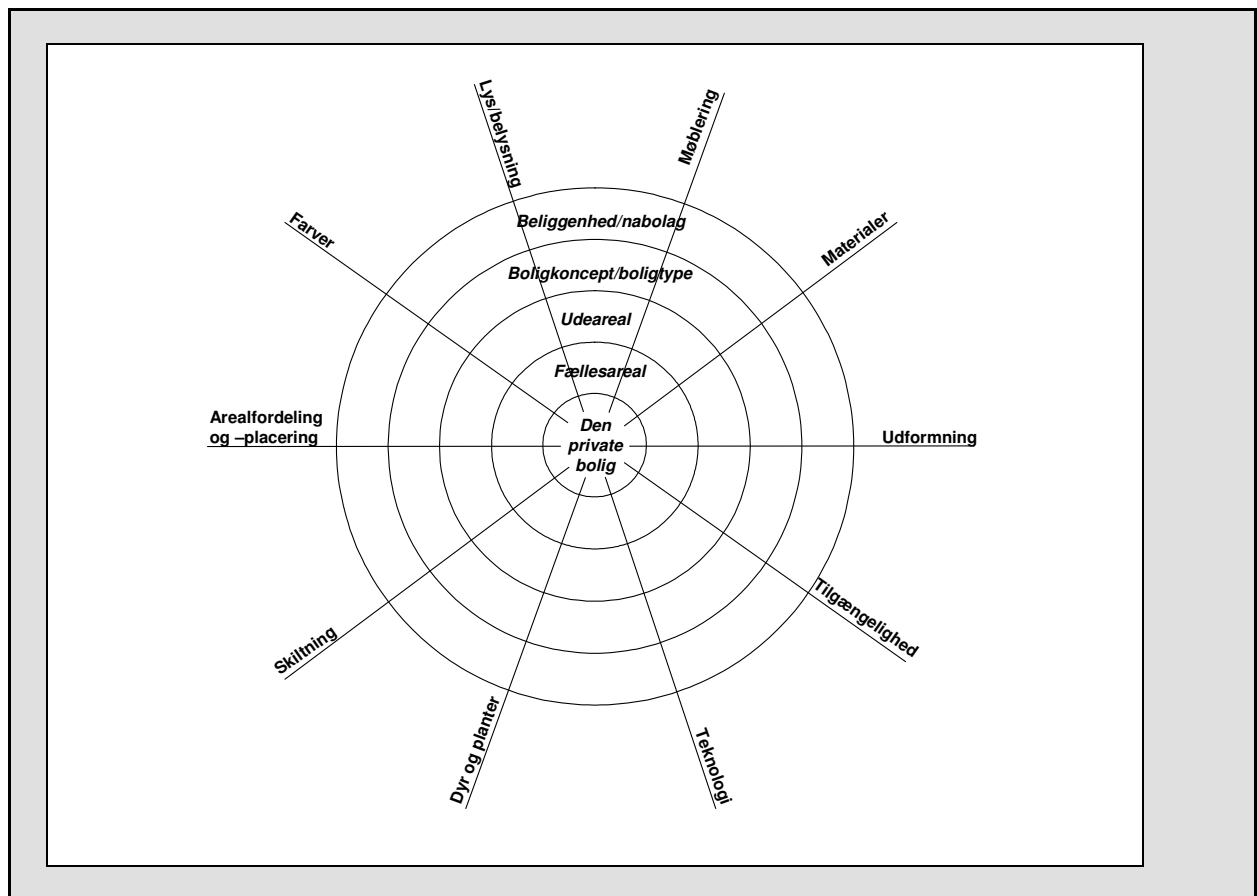 Lys/belysning
Møblering
Farver
Materialer
Beliggenhed/nabolag
Boligkoncept/boligtype
Udeareal
Fællesareal
Arealfordeling
og –placering
Den
private
bolig
Udformning
Skiltning
Tilgængelighed
Dyr og planter
Teknologi